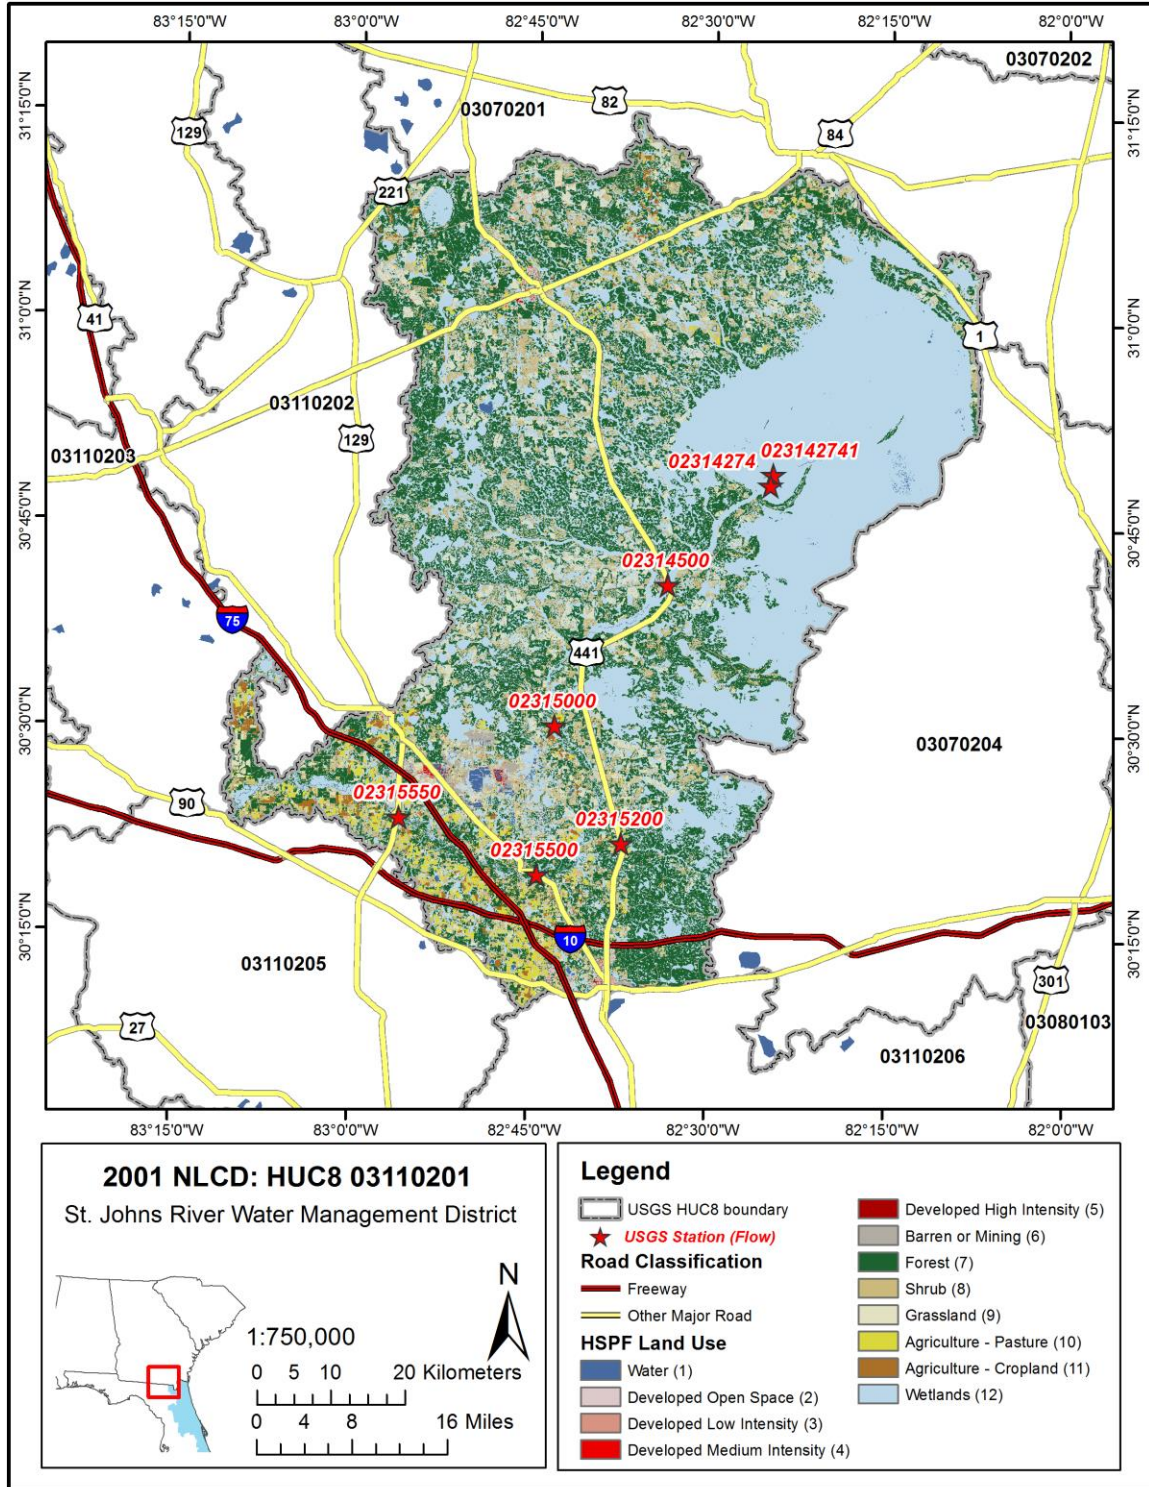 83°15'0"W 83°0'0"W 82°45'0"W 82°30'0"W 82°15'0"W 82°0'0"W
31°15'0"N
31°0'0"N
30°45'0"N
30°30'0"N
30°15'0"N
31°15'0"N
31°0'0"N
30°45'0"N
30°30'0"N
30°15'0"N
03070202
03070201
82
84
129
221
41
1
03110202
129
03110203
02314274
023142741
02314500
75
441
02315000
03070204
90
02315550
02315200
02315500
10
03110205
301
27
03080103
03110206
83°15'0"W 83°0'0"W 82°45'0"W 82°30'0"W 82°15'0"W 82°0'0"W
2001 NLCD: HUC8 03110201
St. Johns River Water Management District
N
1:750,000
0 5 10 20 Kilometers
0 4 8 16 Miles
Legend
USGS HUC8 boundary
USGS Station (Flow)
Road Classification
Freeway
Other Major Road
HSPF Land Use
Water (1)
Developed Open Space (2)
Developed Low Intensity (3)
Developed Medium Intensity (4)
Developed High Intensity (5)
Barren or Mining (6)
Forest (7)
Shrub (8)
Grassland (9)
Agriculture - Pasture (10)
Agriculture - Cropland (11)
Wetlands (12)